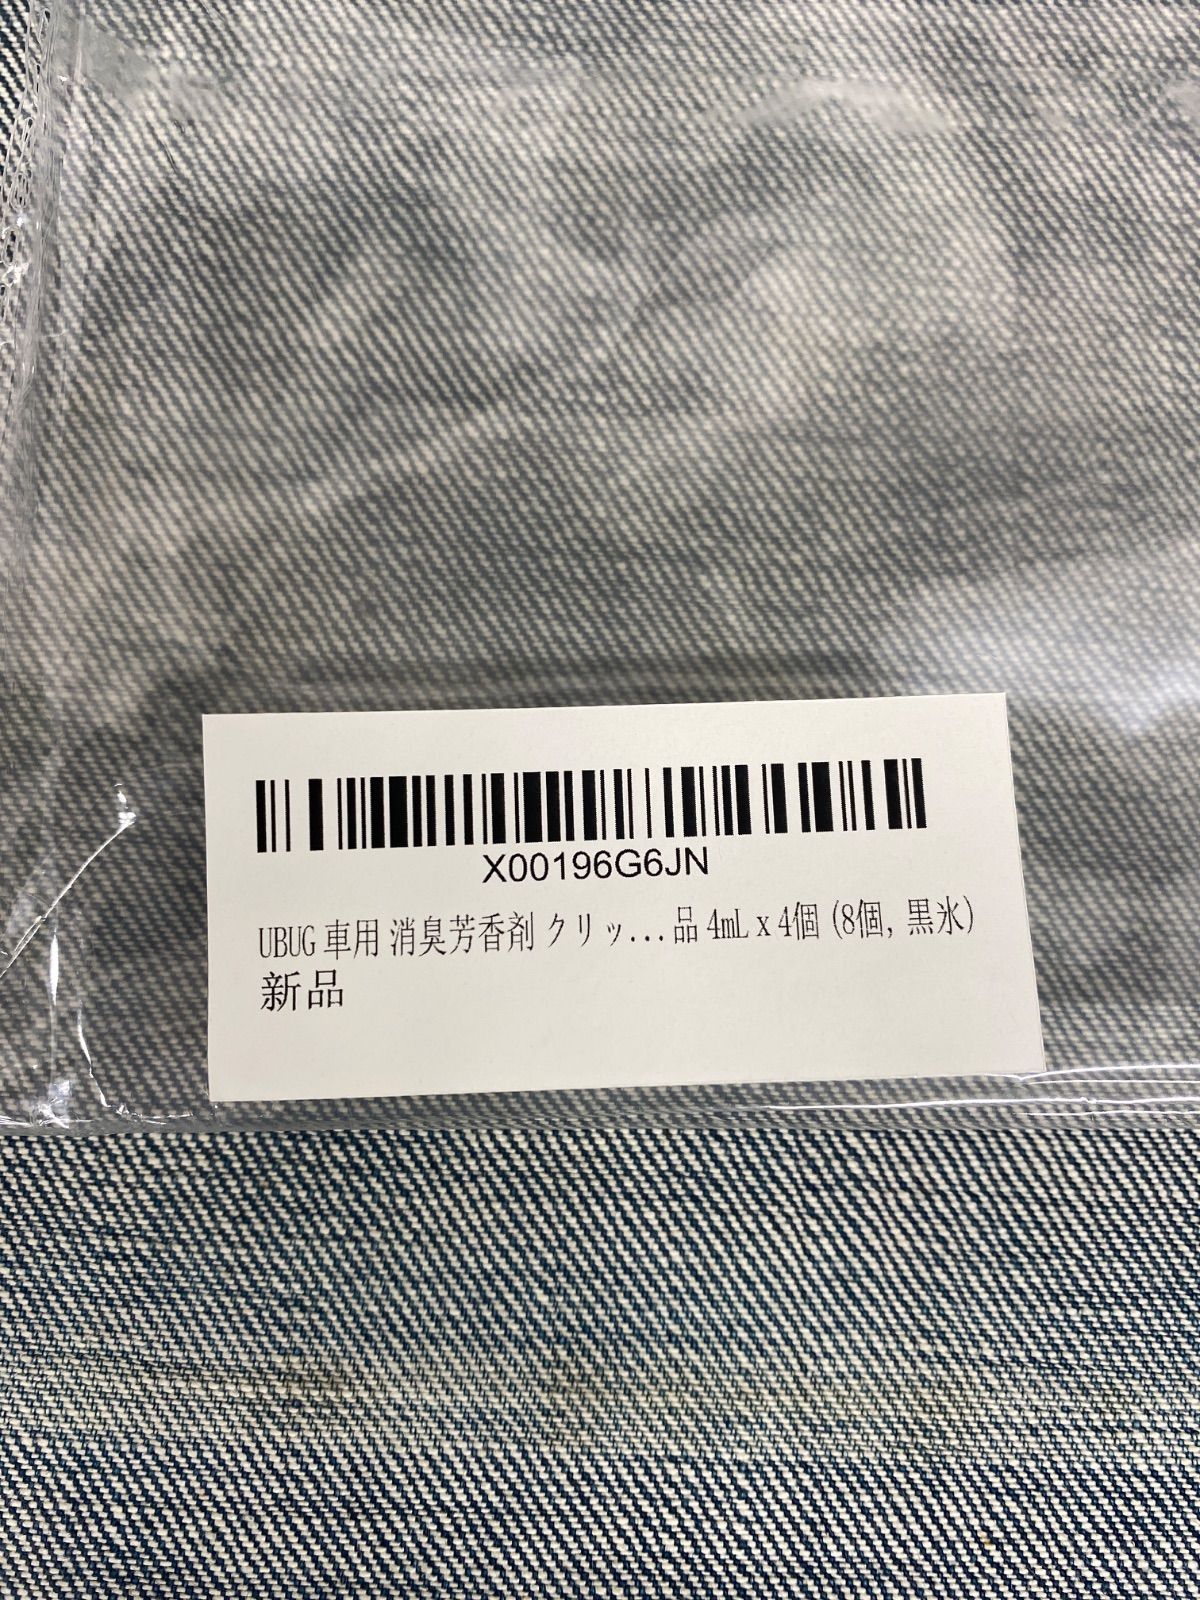 X00196G6JN
UBUG 車用 消臭芳香剤 クリッ...品 4mL x 4個 (8個, 黒氷)
新品